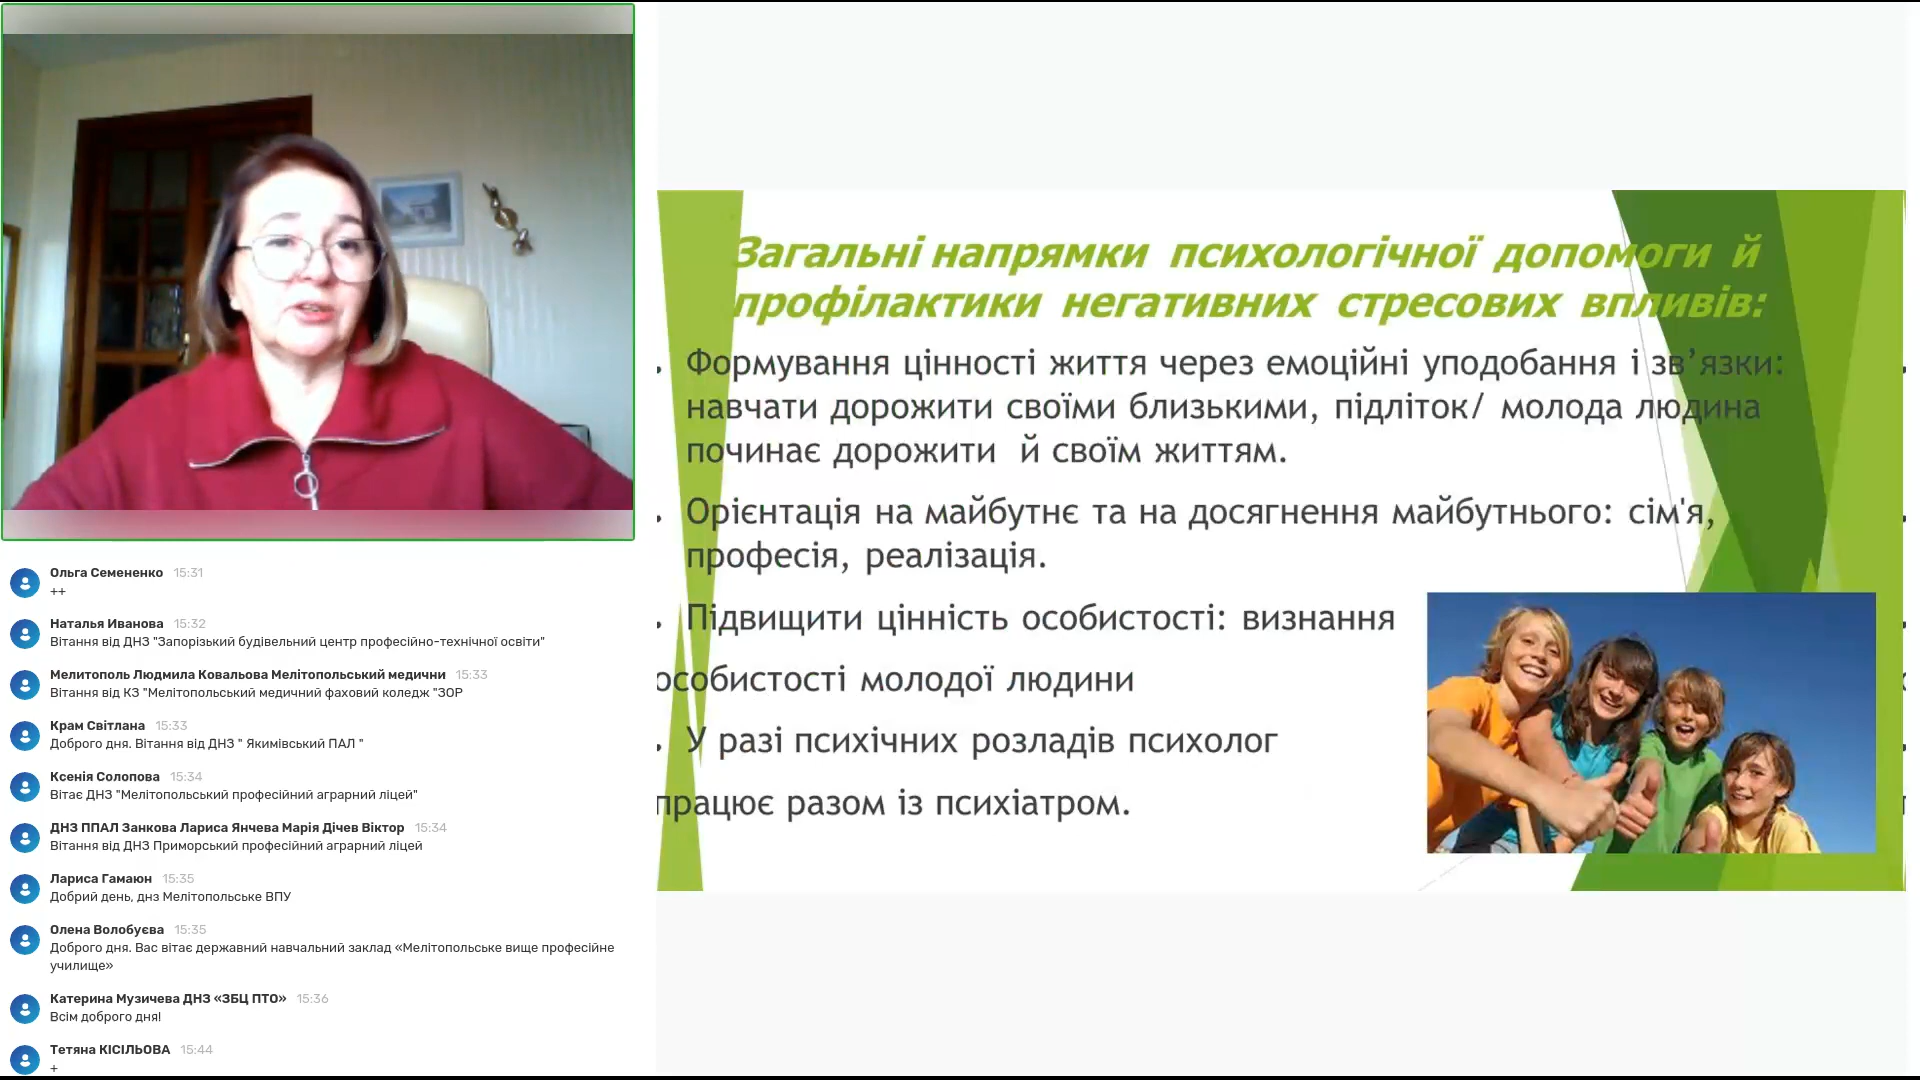 Ольга Семененко 15:31
++
Наталья Иванова 15:32
Вітання від ДНЗ "Запорізький будівельний центр професійно-технічної освіти"
Мелитополь Людмила Ковальова Мелітопольський медични 15:33
Вітання від КЗ "Мелітопольський медичний фаховий коледж "ЗОР
Крам Світлана 15:33
Доброго дня. Вітання від ДНЗ " Якимівський ПАЛ "
Ксенія Солопова 15:34
Вітає ДНЗ "Мелітопольський професійний аграрний ліцей"
ДНЗ ППАЛ Занкова Лариса Янчева Марія Дічев Віктор 15:34
Вітання від ДНЗ Приморський професійний аграрний ліцей
Лариса Гамаюн 15:35
Добрий день, днз Мелітопольське ВПУ
Олена Волобуєва 15:35
Доброго дня. Вас вітає державний навчальний заклад «Мелітопольське вище професійне
училище»
Катерина Музичева ДНЗ «ЗБЦ ПТО» 15:36
Всім доброго дня!
Тетяна КІСІЛЬОВА 15:44
+
Загальні напрямки психологічної допомоги й
профілактики негативних стресових впливів:
Формування цінності життя через емоційні уподобання і зв’язки:
навчати дорожити своїми близькими, підліток/ молода людина
починає дорожити й своїм життям.
Орієнтація на майбутнє та на досягнення майбутнього: сім'я,
професія, реалізація.
Підвищити цінність особистості: визнання
особистості молодої людини
У разі психічних розладів психолог
працює разом із психіатром.